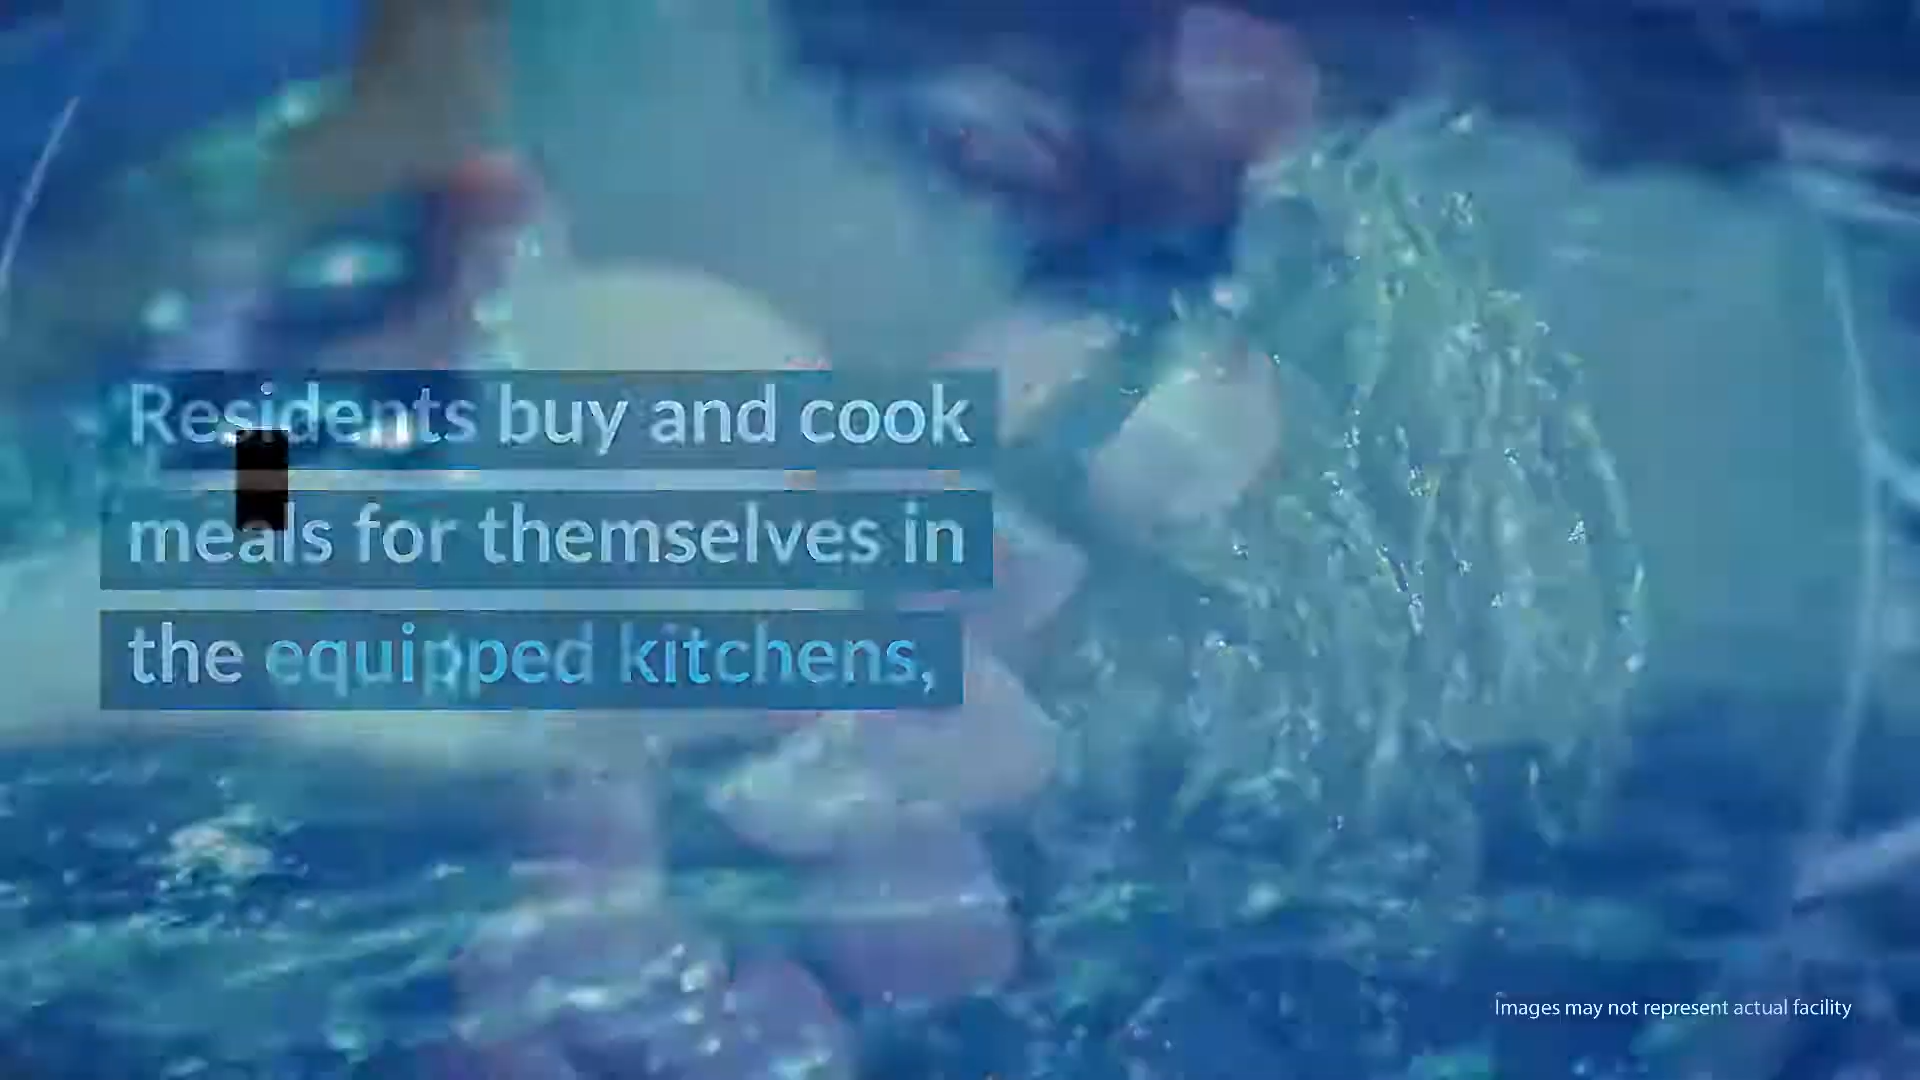 Residents buy and cook
meals for themselves in
the equipped kitchens,
Images may not represent actual facility